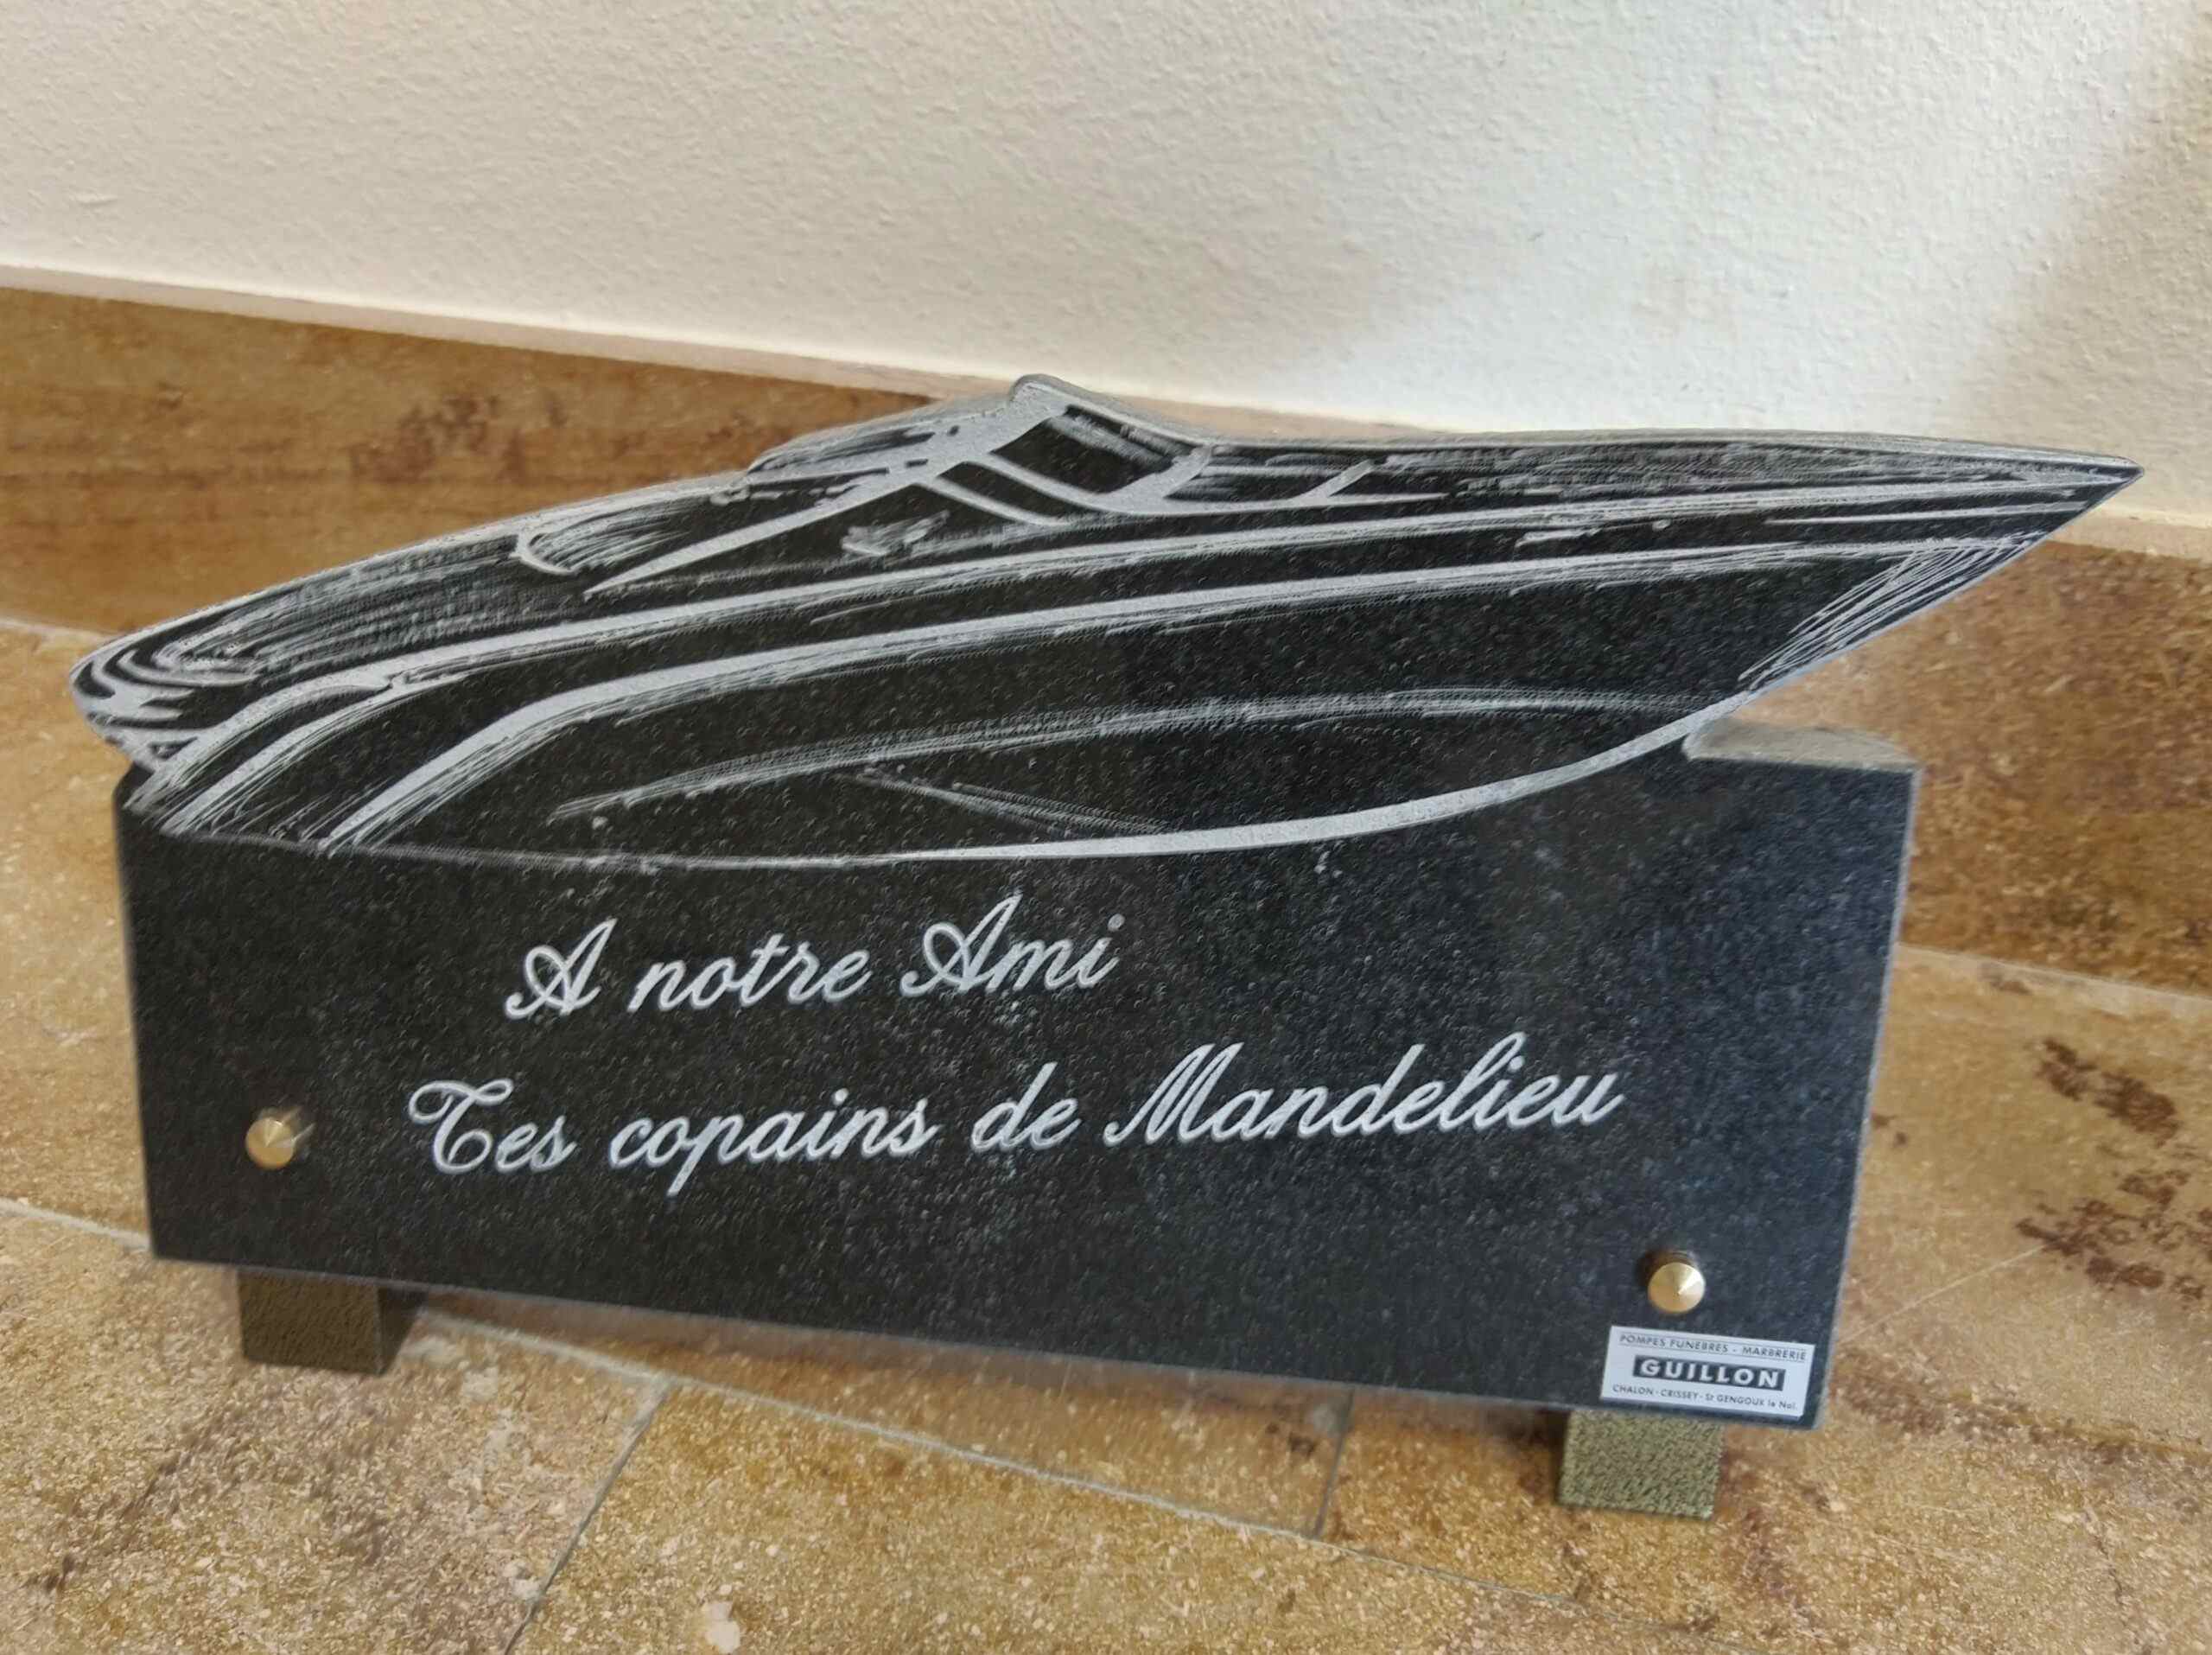 A notre Ami
Tes copains de Mandelieu
POMPES FUNEBRES - MARBRERIE
GUILLON
CHALON - CRISSEY - St GENGOUX le Nal.